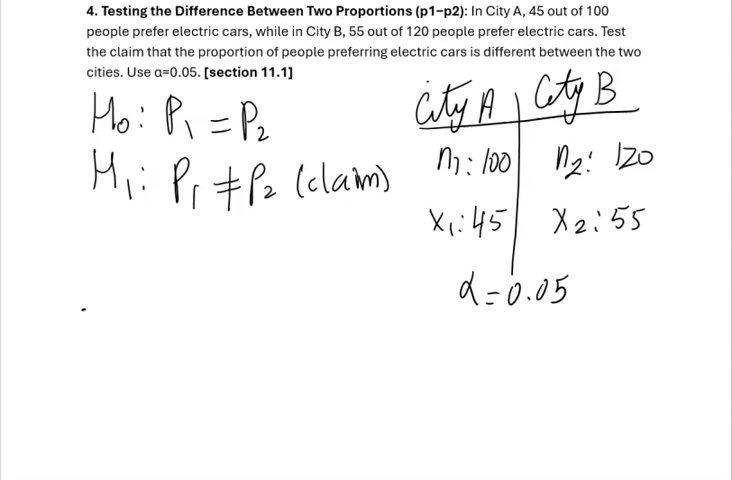 4. Testing the Difference Between Two Proportions (p1−p2): In City A, 45 out of 100
people prefer electric cars, while in City B, 55 out of 120 people prefer electric cars. Test
the claim that the proportion of people preferring electric cars is different between the two
cities. Use α=0.05. [section 11.1]
H₀: P₁ = P₂
H₁: P₁ ≠ P₂ (claim)
City A City B
n₁: 100 n₂: 120
x₁: 45 x₂: 55
α = 0.05